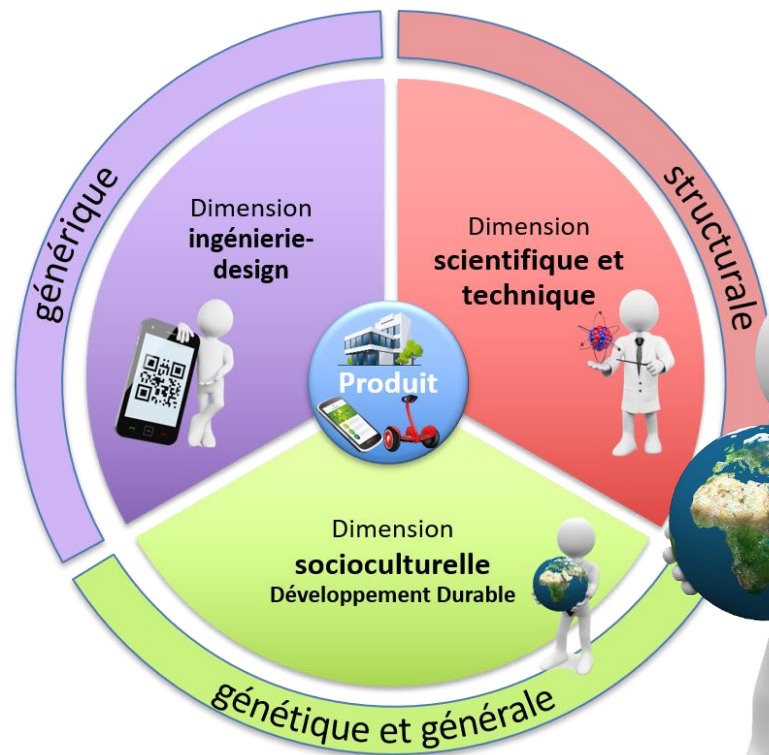 générique
structurale
Dimension
ingénierie-
design
Dimension
scientifique et
technique
Produit
Dimension
socioculturelle
Développement Durable
génétique et générale